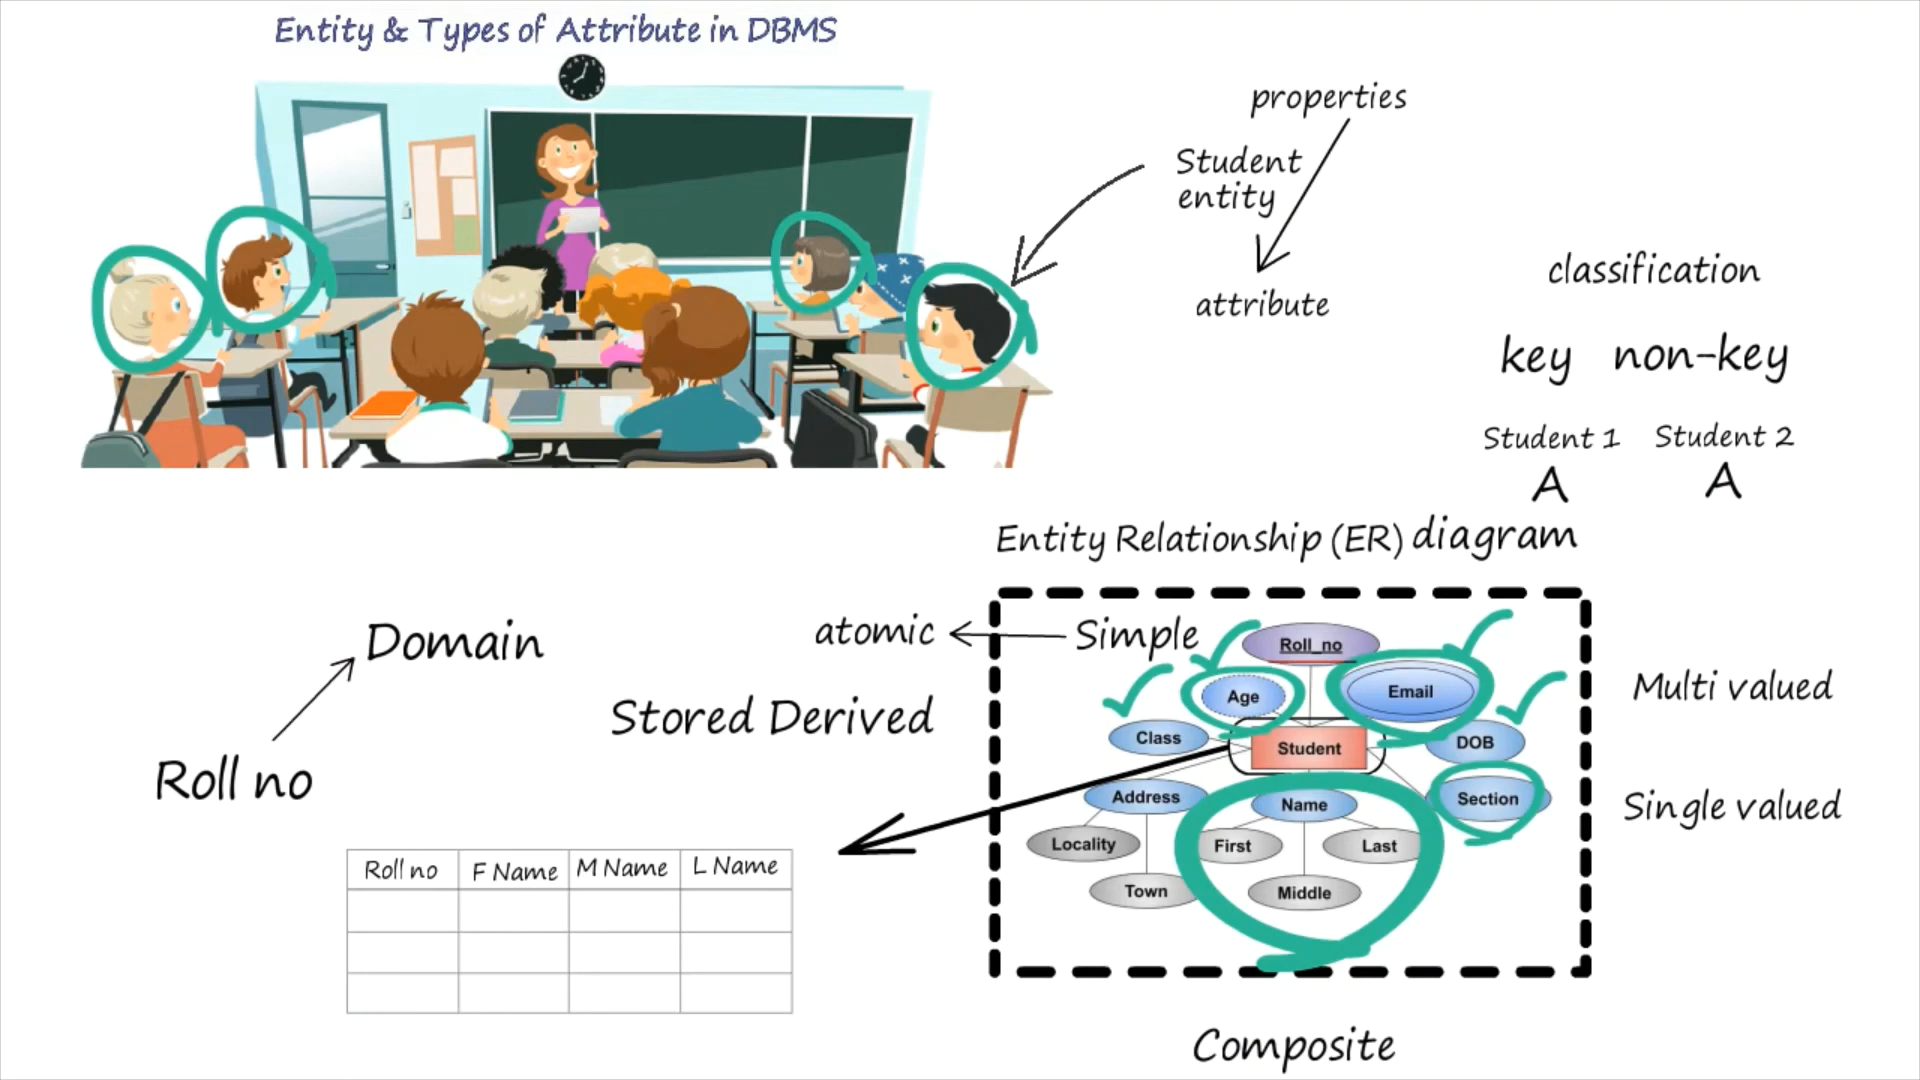 Entity & Types of Attribute in DBMS
properties
Student
entity
attribute
classification
key non-key
Student 1 Student 2
A A
Entity Relationship (ER) diagram
Domain
Roll no
atomic
Simple
Stored Derived
Roll_no
Age
Email
Class
Student
DOB
Address
Name
Section
Locality
First
Last
Town
Middle
Multi valued
Single valued
Roll no F Name M Name L Name
Composite